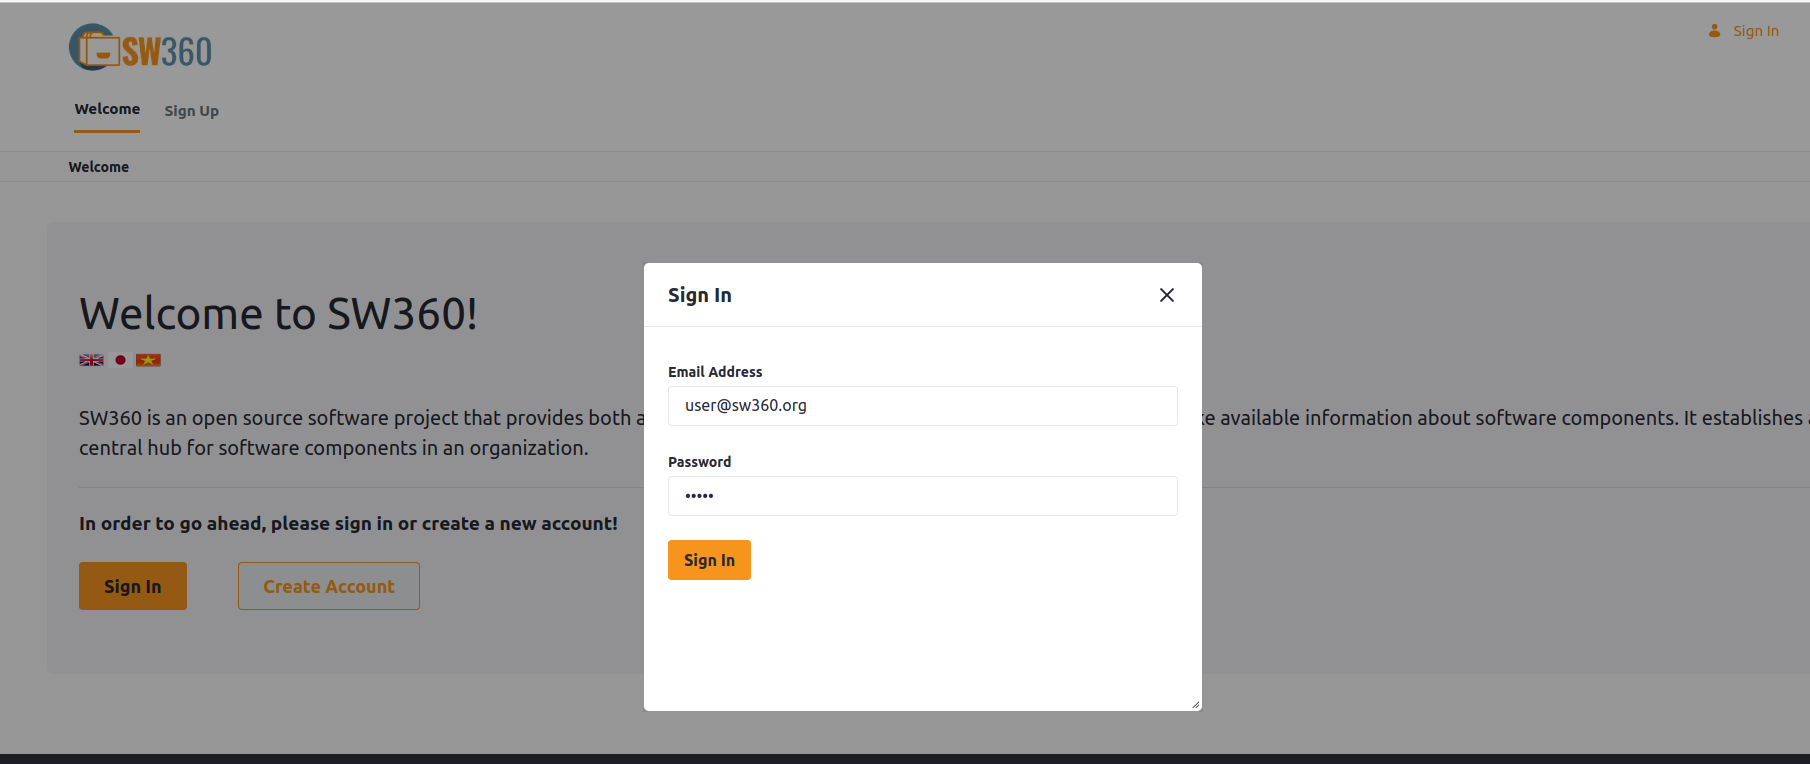 SW360
Sign In
Welcome
Sign Up
Welcome
Welcome to SW360!
SW360 is an open source software project that provides both a
ke available information about software components. It establishes a
central hub for software components in an organization.
In order to go ahead, please sign in or create a new account!
Sign In
Create Account
Sign In
Email Address
user@sw360.org
Password
•••••
Sign In